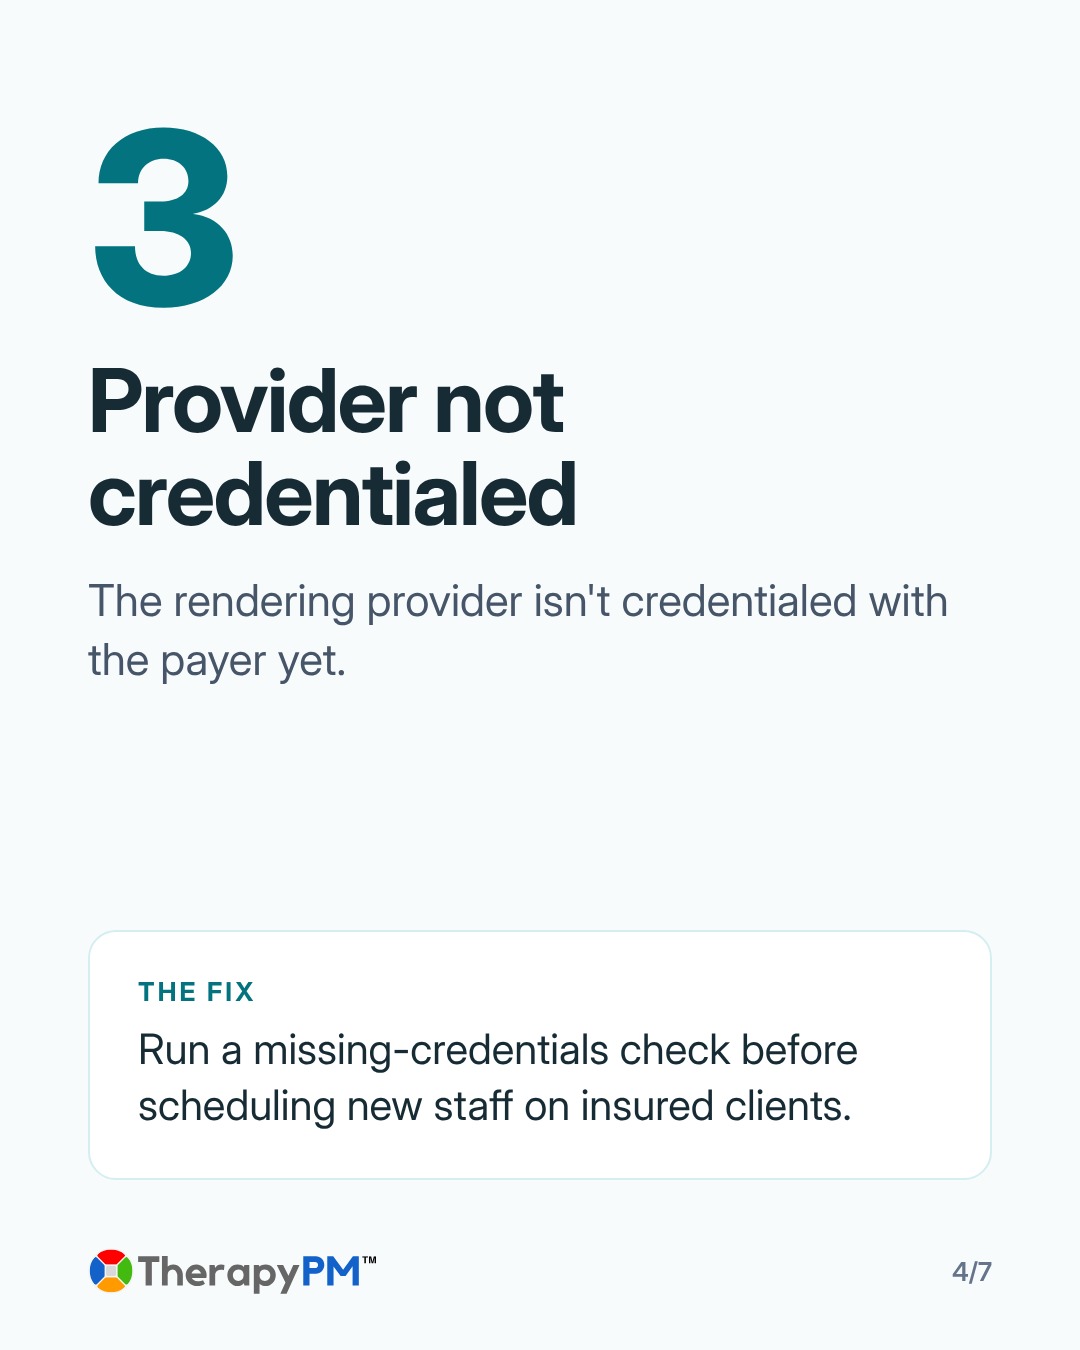 3
Provider not
credentialed
The rendering provider isn't credentialed with
the payer yet.
THE FIX
Run a missing-credentials check before
scheduling new staff on insured clients.
TherapyPM™
4/7